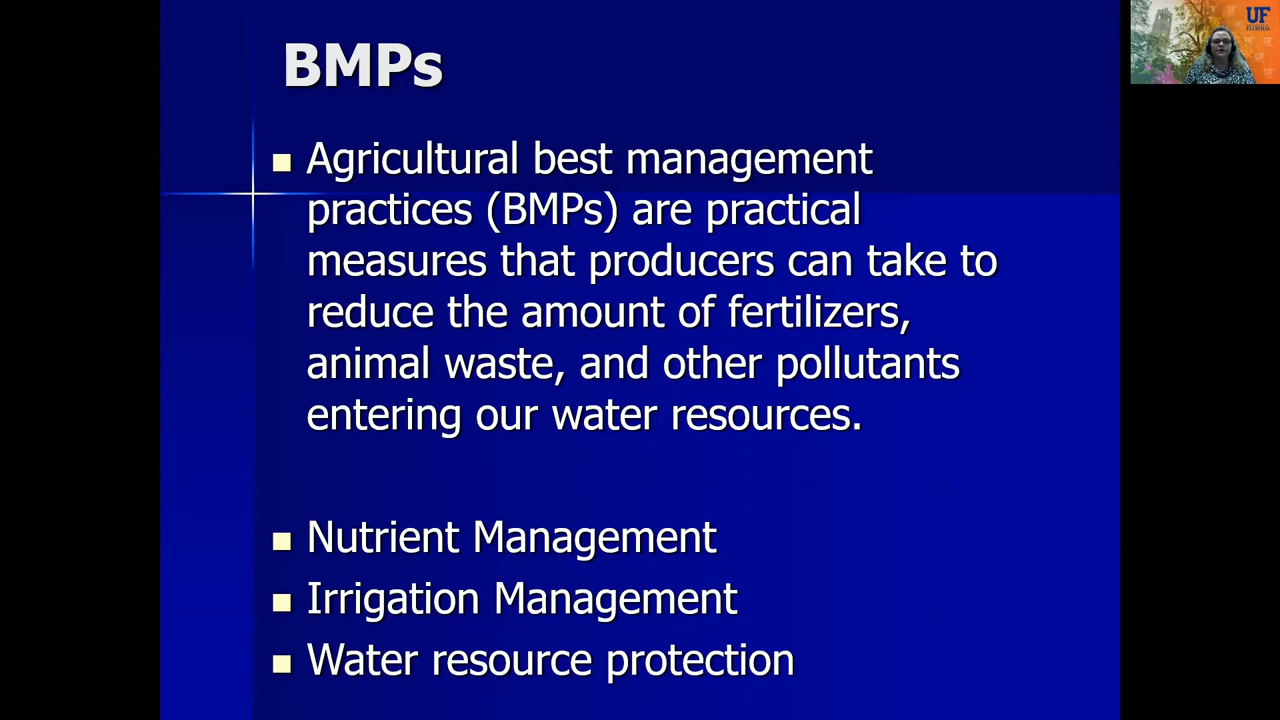 BMPs
Agricultural best management
practices (BMPs) are practical
measures that producers can take to
reduce the amount of fertilizers,
animal waste, and other pollutants
entering our water resources.
Nutrient Management
Irrigation Management
Water resource protection
UF
FLORIDA